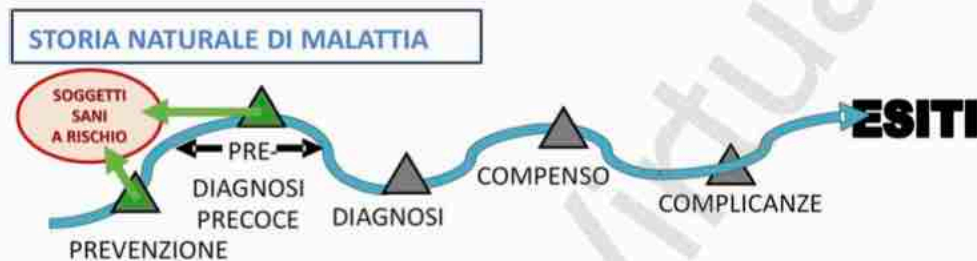 STORIA NATURALE DI MALATTIA
SOGGETTI
SANI
A RISCHIO
PRE-
DIAGNOSI
PRECOCE
PREVENZIONE
DIAGNOSI
COMPENSO
COMPLICANZE
ESITI